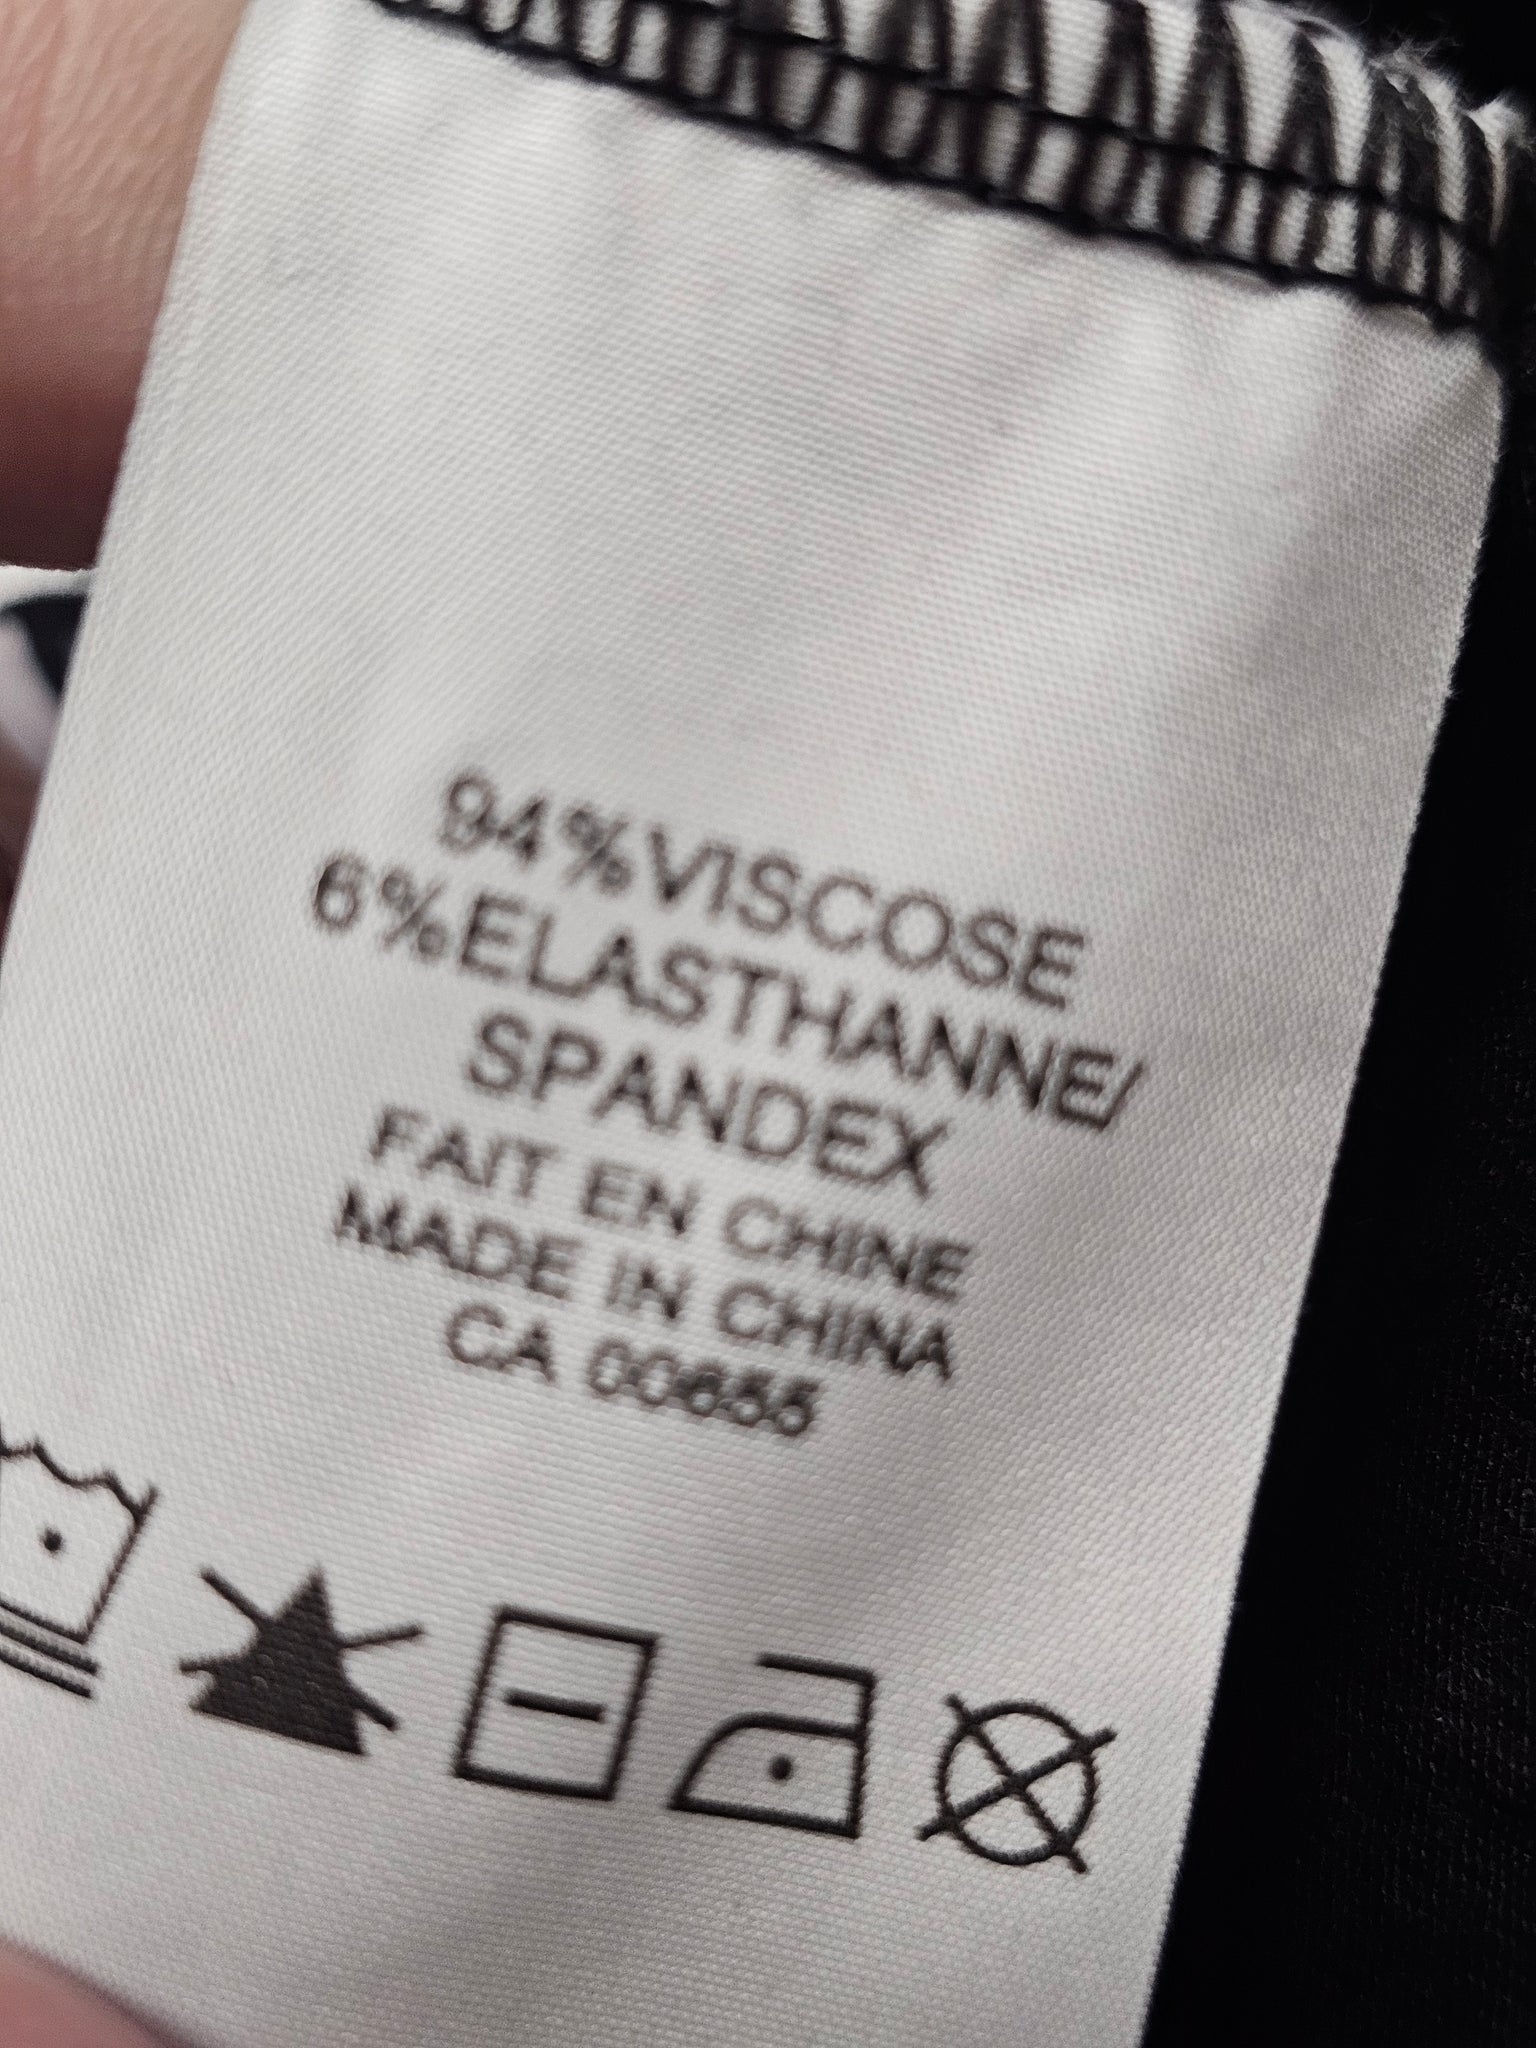 94%VISCOSE
6%ELASTHANNE/
SPANDEX
FAIT EN CHINE
MADE IN CHINA
CA 00655